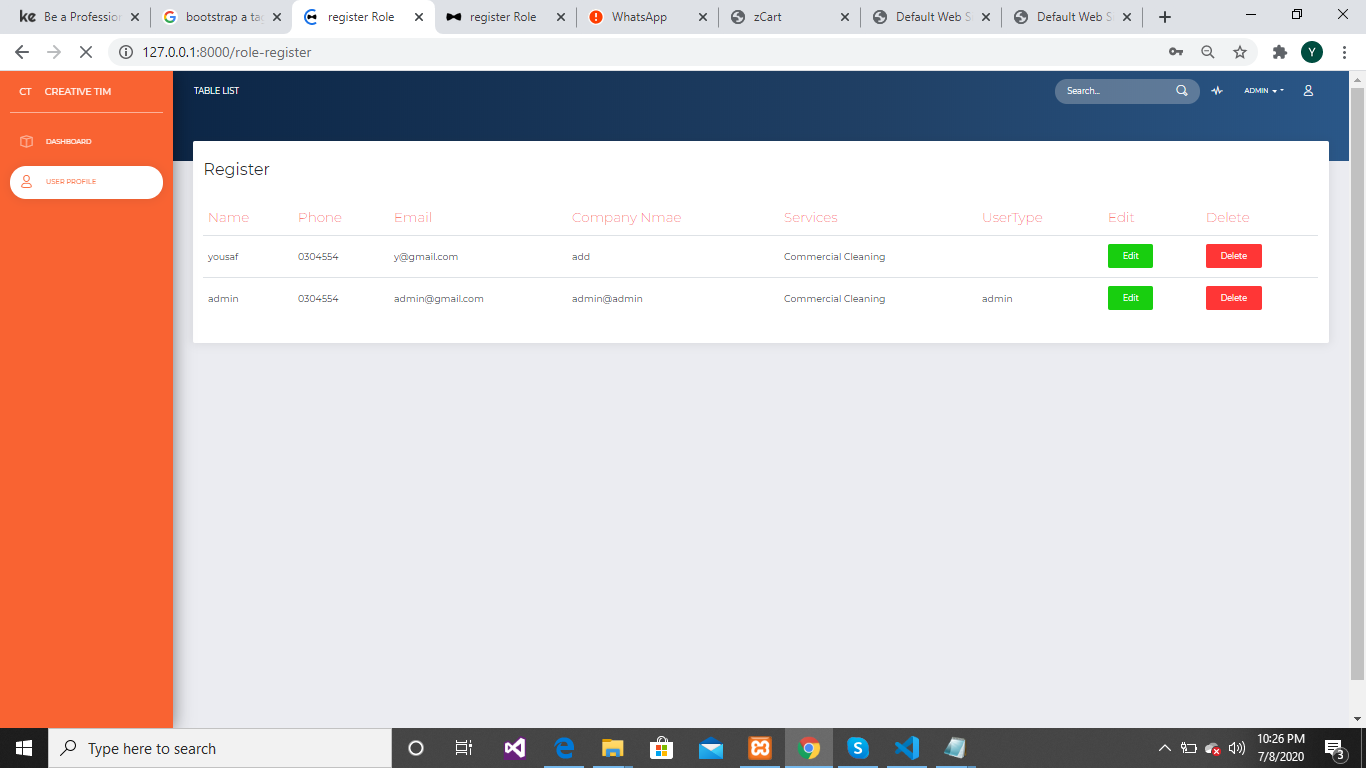 ke Be a Profession
bootstrap a tag
register Role
register Role
WhatsApp
zCart
Default Web S
Default Web S
127.0.0.1:8000/role-register
Y
CT CREATIVE TIM
DASHBOARD
USER PROFILE
TABLE LIST
Search...
ADMIN
Register
Name Phone Email Company Nmae Services UserType Edit Delete
yousaf 0304554 y@gmail.com add Commercial Cleaning Edit Delete
admin 0304554 admin@gmail.com admin@admin Commercial Cleaning admin Edit Delete
Type here to search
10:26 PM
7/8/2020
3